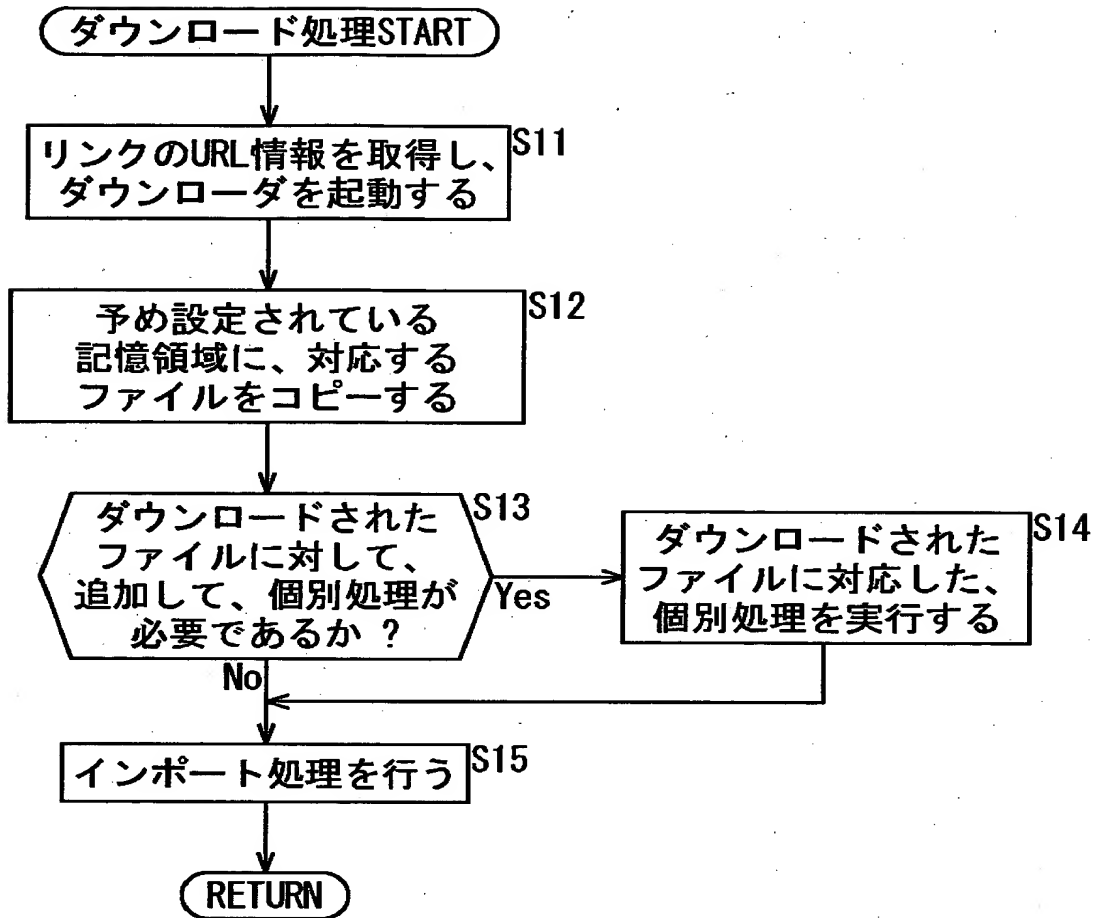 ダウンロード処理START
S11
リンクのURL情報を取得し、
ダウンローダを起動する
S12
予め設定されている
記憶領域に、対応する
ファイルをコピーする
S13
ダウンロードされた
ファイルに対して、
追加して、個別処理が
必要であるか？
Yes
No
S14
ダウンロードされた
ファイルに対応した、
個別処理を実行する
S15
インポート処理を行う
RETURN